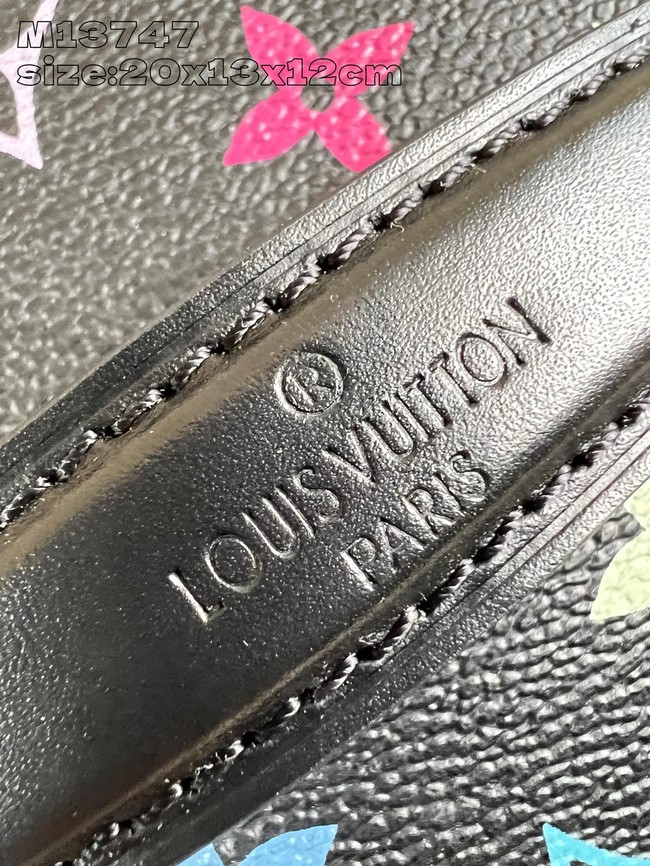 M13747
size:20x13x12cm
®
LOUIS VUITTON
PARIS